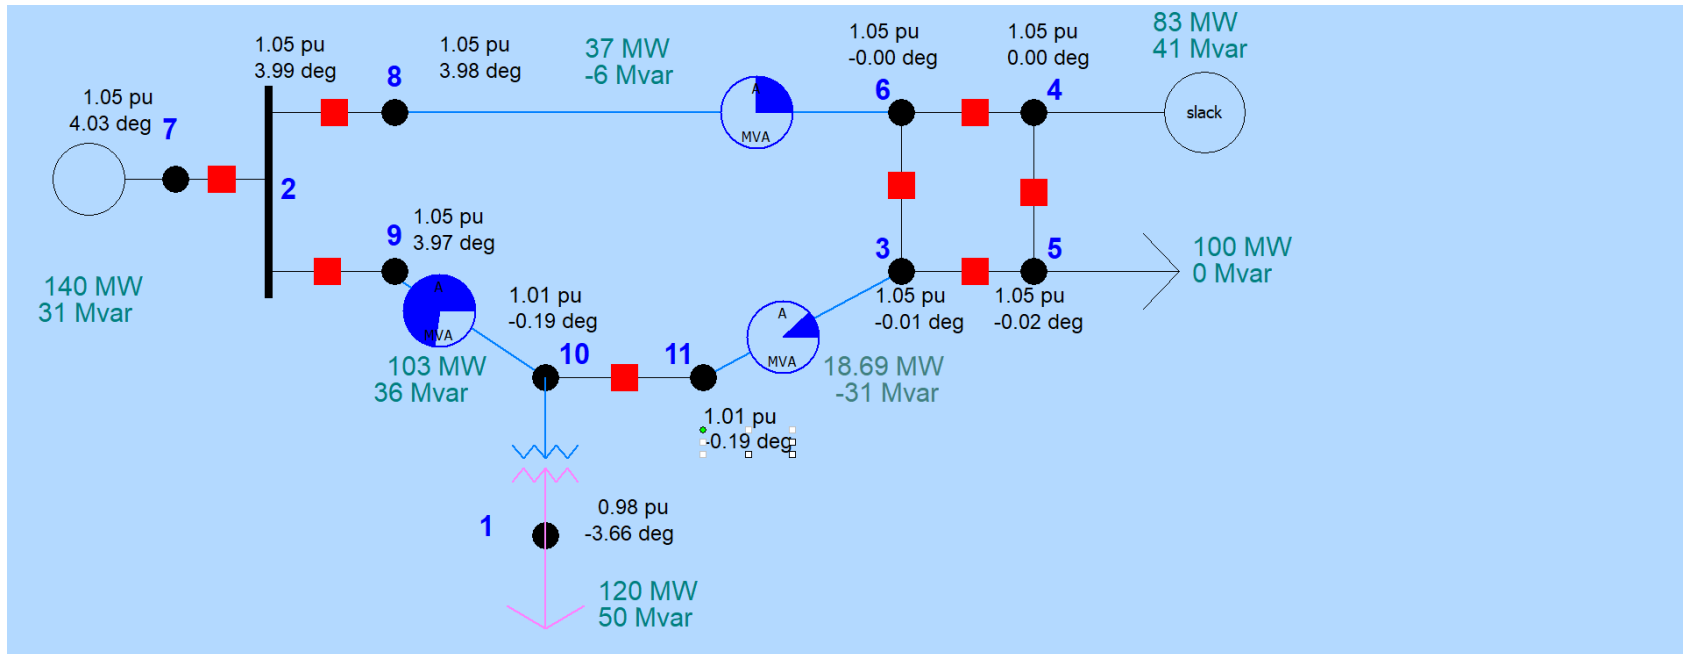 83 MW
41 Mvar
1.05 pu
3.99 deg
8
1.05 pu
3.98 deg
37 MW
-6 Mvar
A
MVA
1.05 pu
-0.00 deg
6
1.05 pu
0.00 deg
4
slack
1.05 pu
4.03 deg
7
2
9
1.05 pu
3.97 deg
3
5
100 MW
0 Mvar
140 MW
31 Mvar
A
MVA
1.01 pu
-0.19 deg
1.05 pu
-0.01 deg
1.05 pu
-0.02 deg
A
MVA
10
11
103 MW
36 Mvar
18.69 MW
-31 Mvar
1.01 pu
-0.19 deg
1
0.98 pu
-3.66 deg
120 MW
50 Mvar